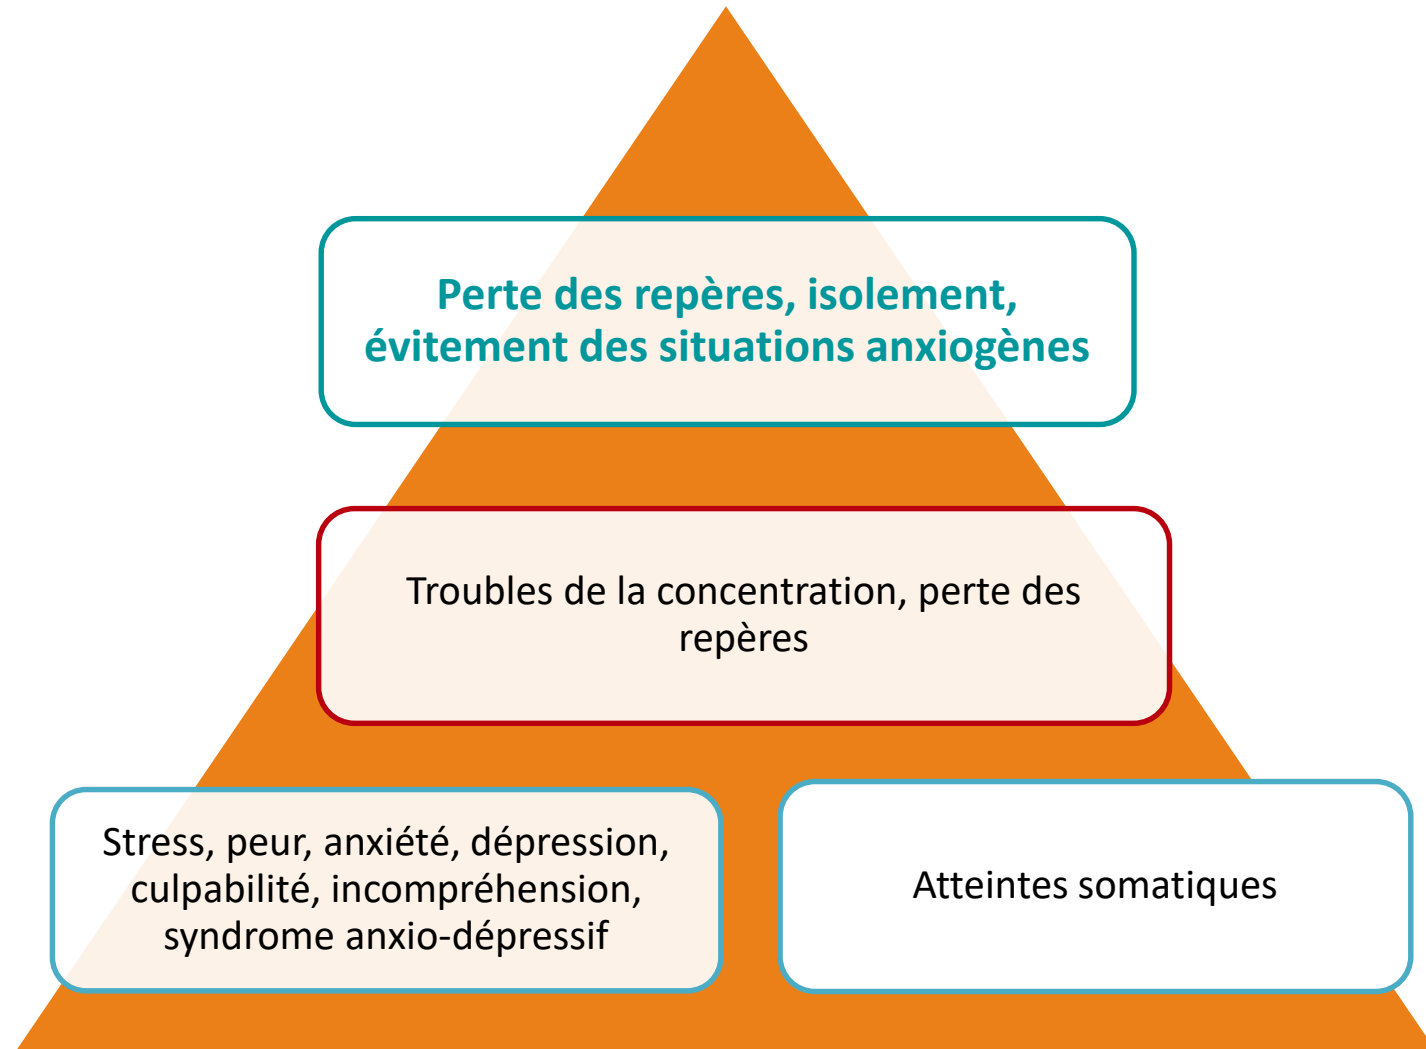 Perte des repères, isolement,
évitement des situations anxiogènes
Troubles de la concentration, perte des
repères
Stress, peur, anxiété, dépression,
culpabilité, incompréhension,
syndrome anxio-dépressif
Atteintes somatiques